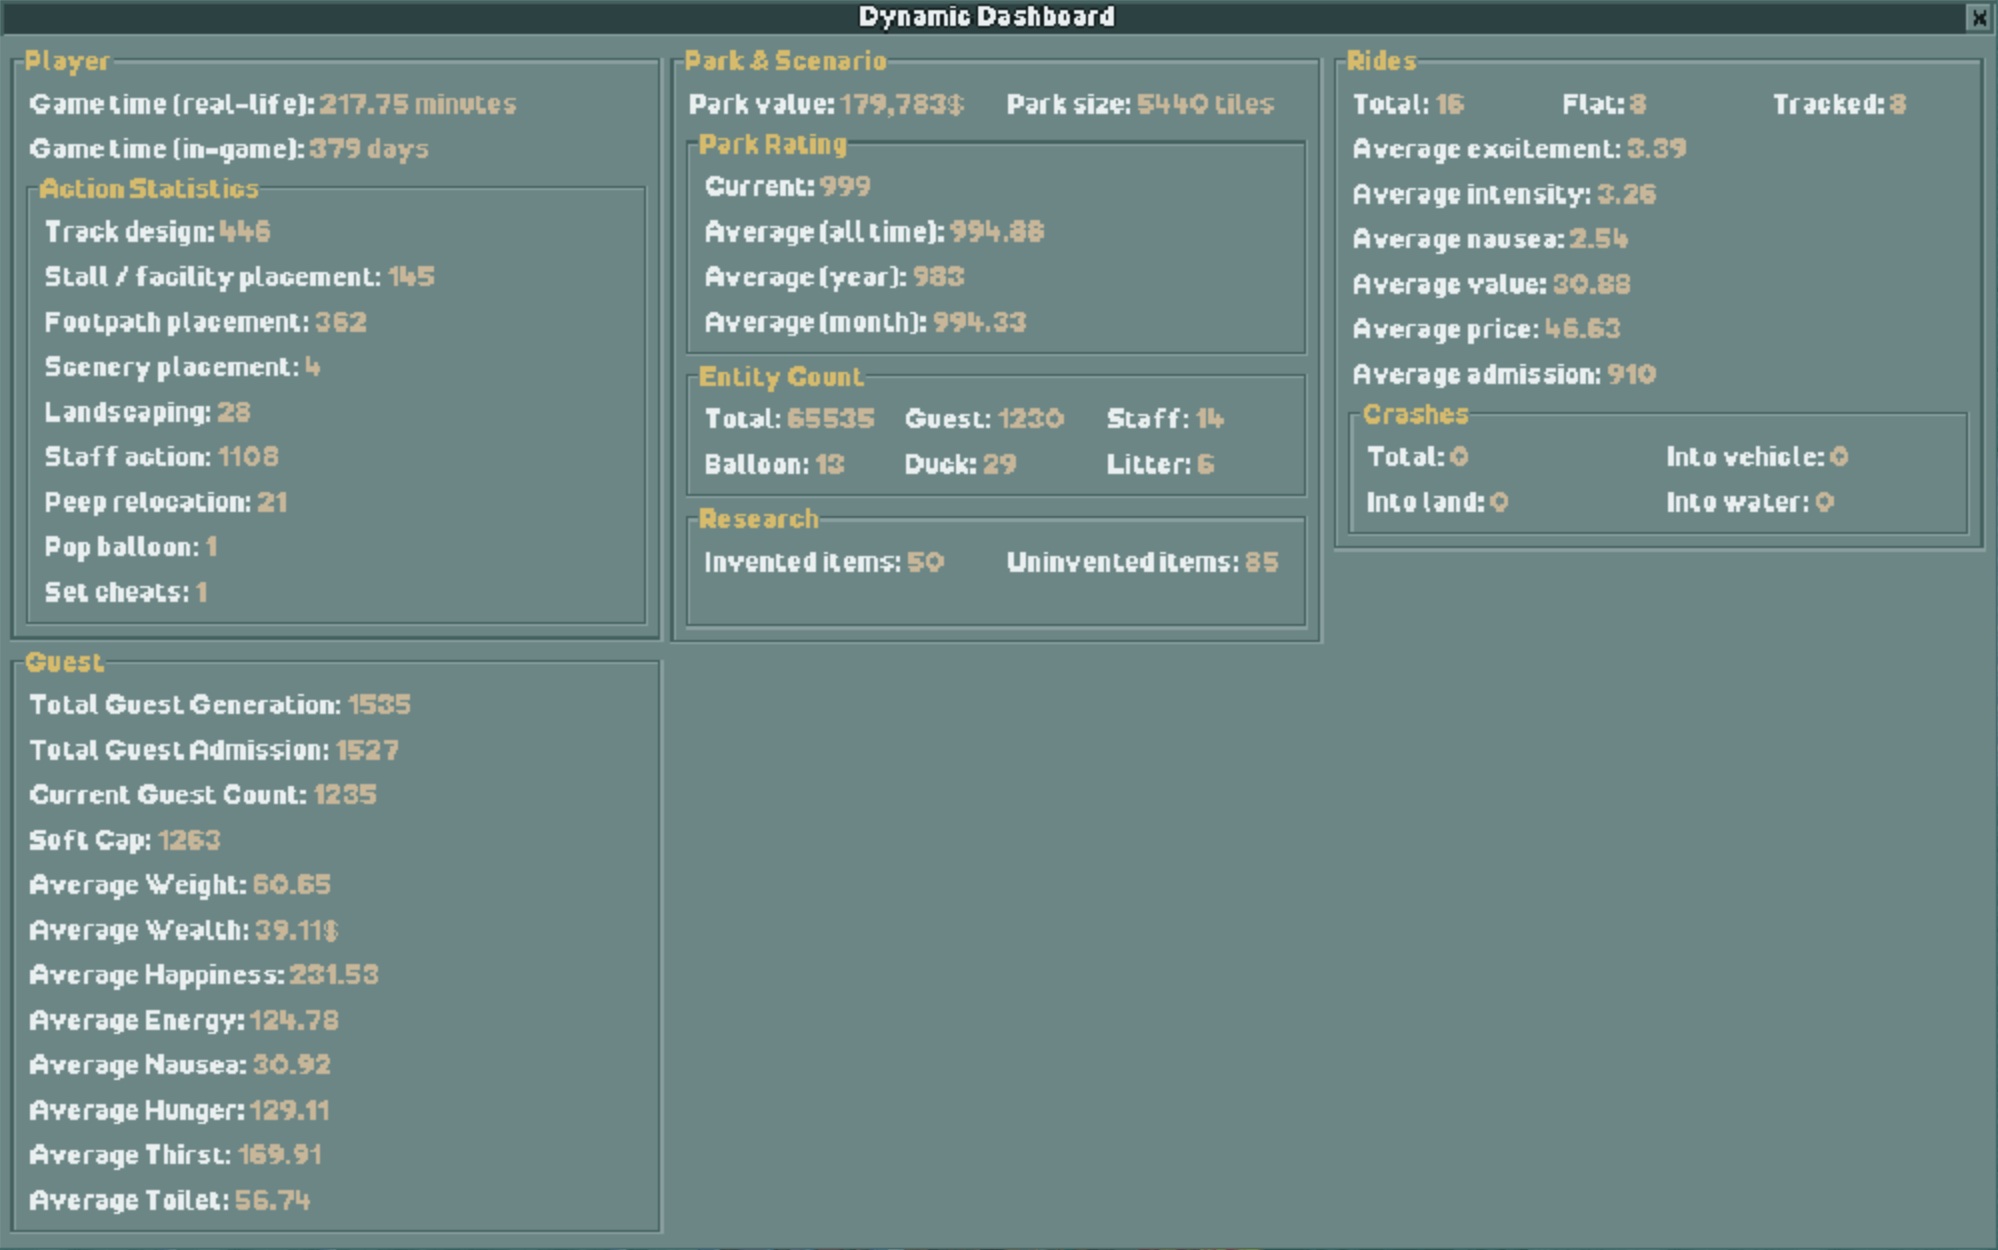 Dynamic Dashboard
Player
Game time (real-life): 217.75 minutes
Game time (in-game): 379 days
Action Statistics
Track design: 446
Stall / facility placement: 145
Footpath placement: 362
Scenery placement: 4
Landscaping: 28
Staff action: 1108
Peep relocation: 21
Pop balloon: 1
Set cheats: 1
Guest
Total Guest Generation: 1535
Total Guest Admission: 1527
Current Guest Count: 1235
Soft Cap: 1263
Average Weight: 60.65
Average Wealth: 39.11$
Average Happiness: 231.53
Average Energy: 124.78
Average Nausea: 30.92
Average Hunger: 129.11
Average Thirst: 169.91
Average Toilet: 56.74
Park & Scenario
Park value: 179,783$ Park size: 5440 tiles
Park Rating
Current: 999
Average (all time): 994.88
Average (year): 983
Average (month): 994.33
Entity Count
Total: 65535 Guest: 1230 Staff: 14
Balloon: 13 Duck: 29 Litter: 6
Research
Invented items: 50 Uninvented items: 85
Rides
Total: 16 Flat: 8 Tracked: 8
Average excitement: 3.39
Average intensity: 3.26
Average nausea: 2.54
Average value: 30.88
Average price: 46.63
Average admission: 910
Crashes
Total: 0 Into vehicle: 0
Into land: 0 Into water: 0